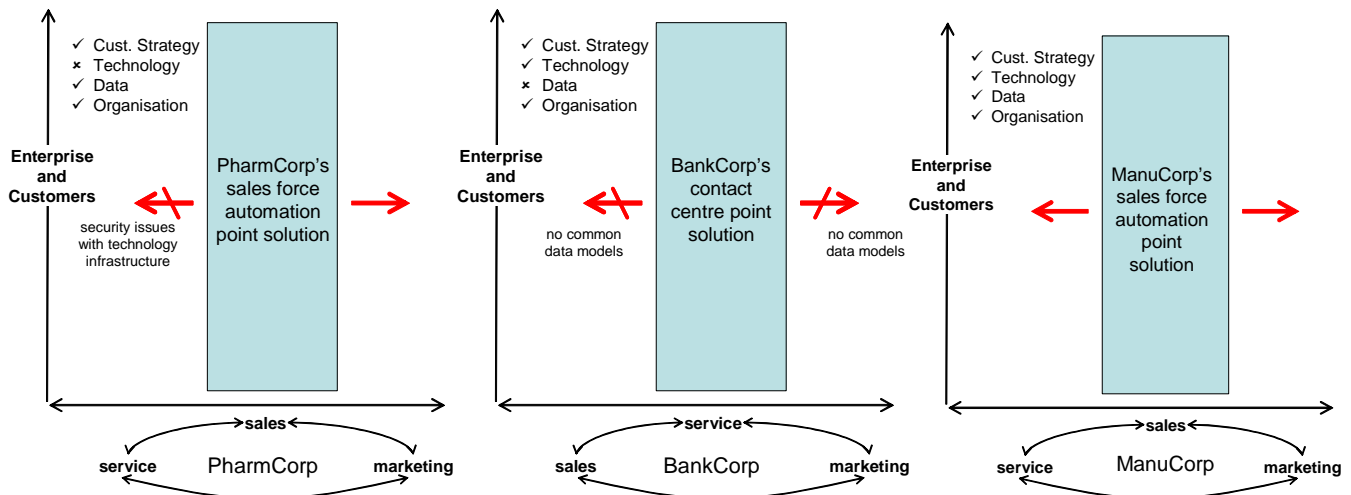 ✓ Cust. Strategy
× Technology
✓ Data
✓ Organisation
Enterprise
and
Customers
PharmCorp's
sales force
automation
point solution
security issues
with technology
infrastructure
sales
service
PharmCorp
marketing
✓ Cust. Strategy
✓ Technology
× Data
✓ Organisation
Enterprise
and
Customers
BankCorp's
contact
centre point
solution
no common
data models
no common
data models
service
sales
BankCorp
marketing
✓ Cust. Strategy
✓ Technology
✓ Data
✓ Organisation
Enterprise
and
Customers
ManuCorp's
sales force
automation
point
solution
sales
service
ManuCorp
marketing